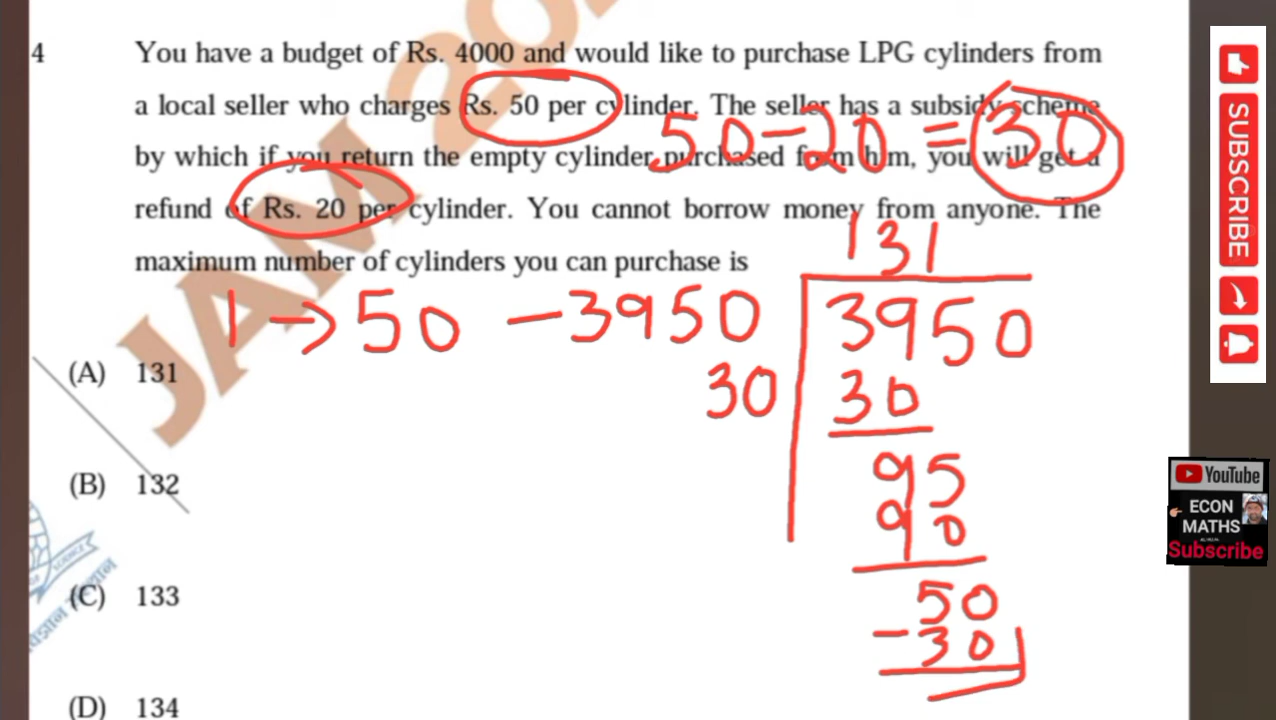 4 You have a budget of Rs. 4000 and would like to purchase LPG cylinders from
a local seller who charges Rs. 50 per cylinder. The seller has a subsidy scheme
50-20 = 30
by which if you return the empty cylinder purchased from him, you will get a
refund of Rs. 20 per cylinder. You cannot borrow money from anyone. The
maximum number of cylinders you can purchase is
131
1 → 50 - 3950
30 3950
30
95
90
50
- 30
(A) 131
(B) 132
(C) 133
(D) 134
JAM 20
SCIENCE
SUBSCRIBE
YouTube
ECON
MATHS
Subscribe